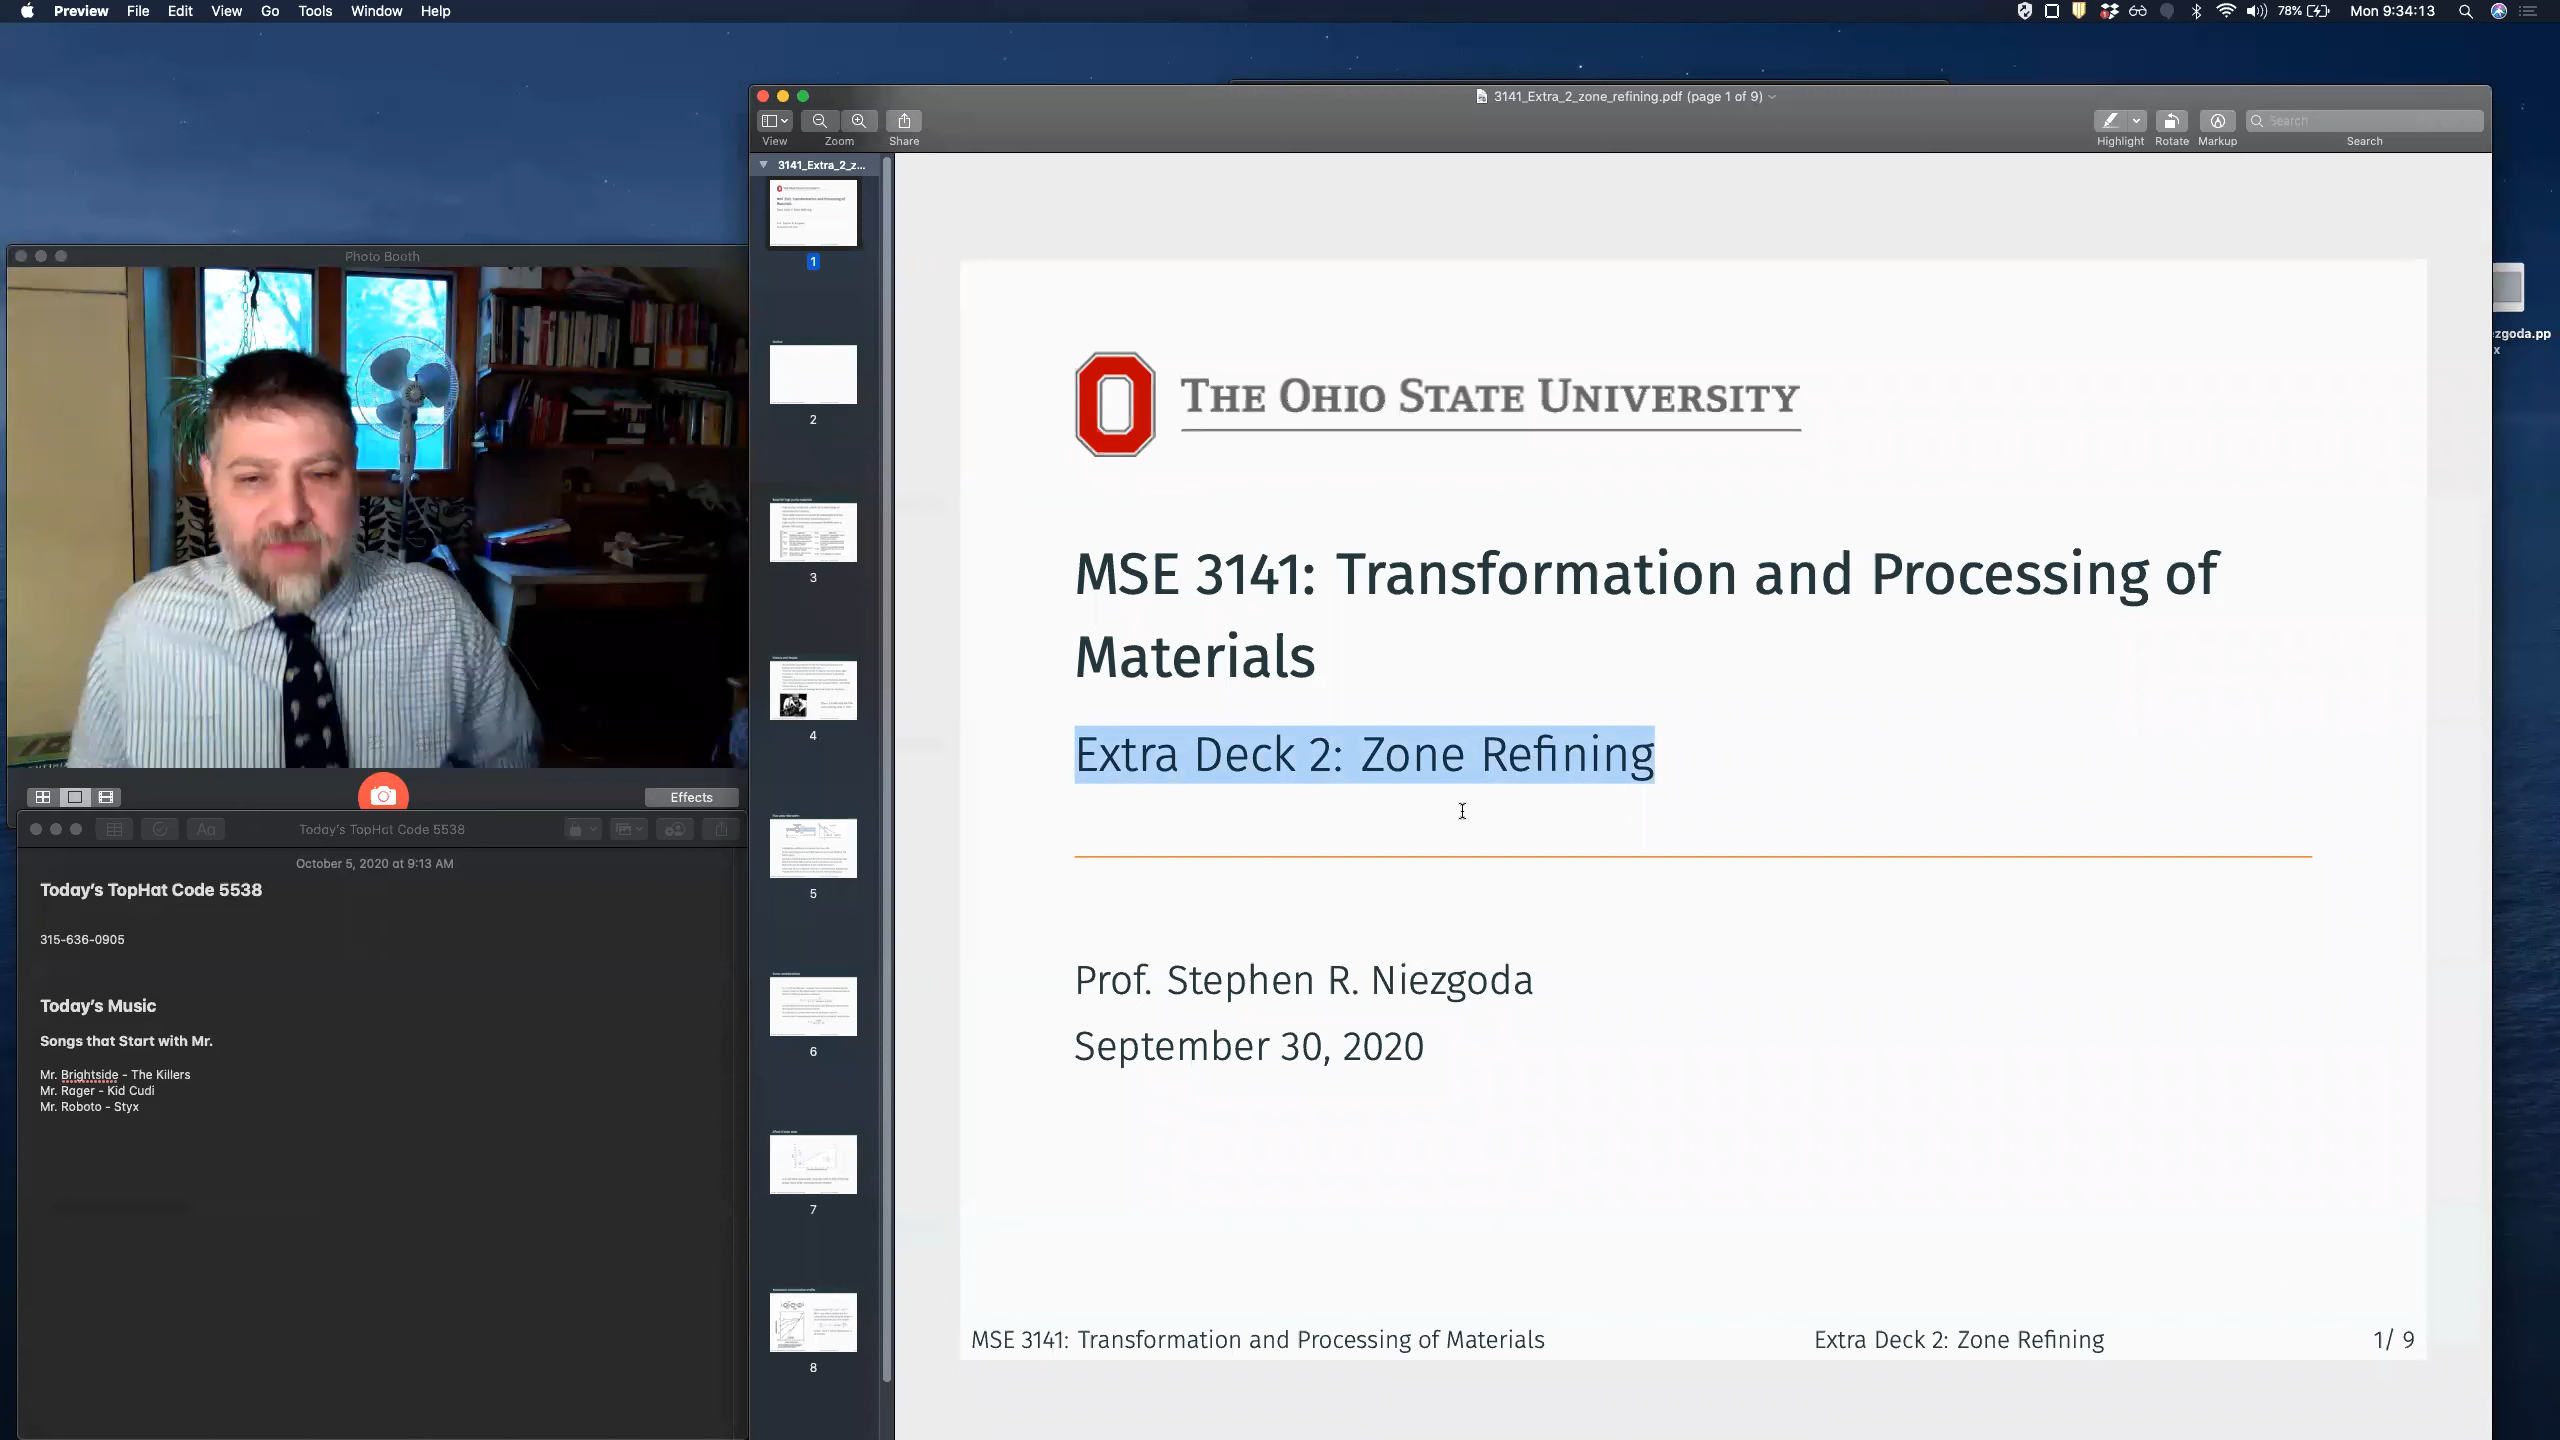 Preview File Edit View Go Tools Window Help
78% Mon 9:34:13
3141_Extra_2_zone_refining.pdf (page 1 of 9)
View Zoom Share
Highlight Rotate Markup Search
Search
3141_Extra_2_z...
1
2
3
4
5
6
7
8
zgoda.pp
x
Photo Booth
Effects
Today's TopHat Code 5538
October 5, 2020 at 9:13 AM
Today's TopHat Code 5538
315-636-0905
Today's Music
Songs that Start with Mr.
Mr. Brightside - The Killers
Mr. Rager - Kid Cudi
Mr. Roboto - Styx
THE OHIO STATE UNIVERSITY
MSE 3141: Transformation and Processing of
Materials
Extra Deck 2: Zone Refining
Prof. Stephen R. Niezgoda
September 30, 2020
MSE 3141: Transformation and Processing of Materials Extra Deck 2: Zone Refining 1/ 9